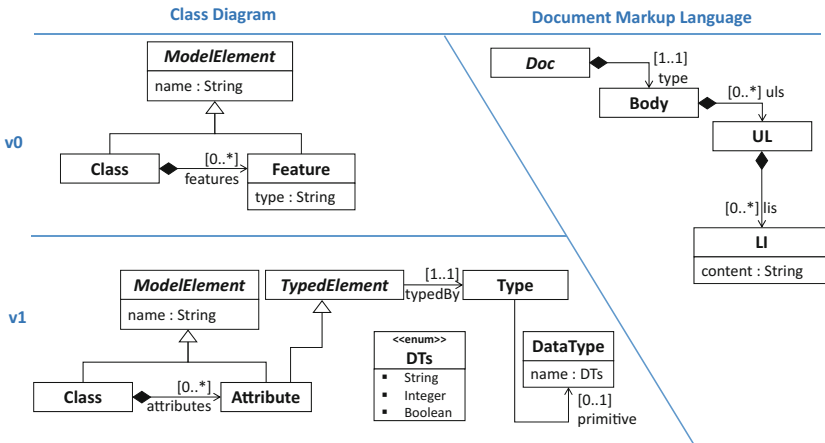 Class Diagram
Document Markup Language
v0
ModelElement
name : String
Class
[0..*]
features
Feature
type : String
Doc
[1..1]
type
Body
[0..*] uls
UL
[0..*] lis
LI
content : String
v1
ModelElement
name : String
TypedElement
[1..1]
typedBy
Type
Class
[0..*]
attributes
Attribute
<<enum>>
DTs
▪ String
▪ Integer
▪ Boolean
DataType
name : DTs
[0..1]
primitive